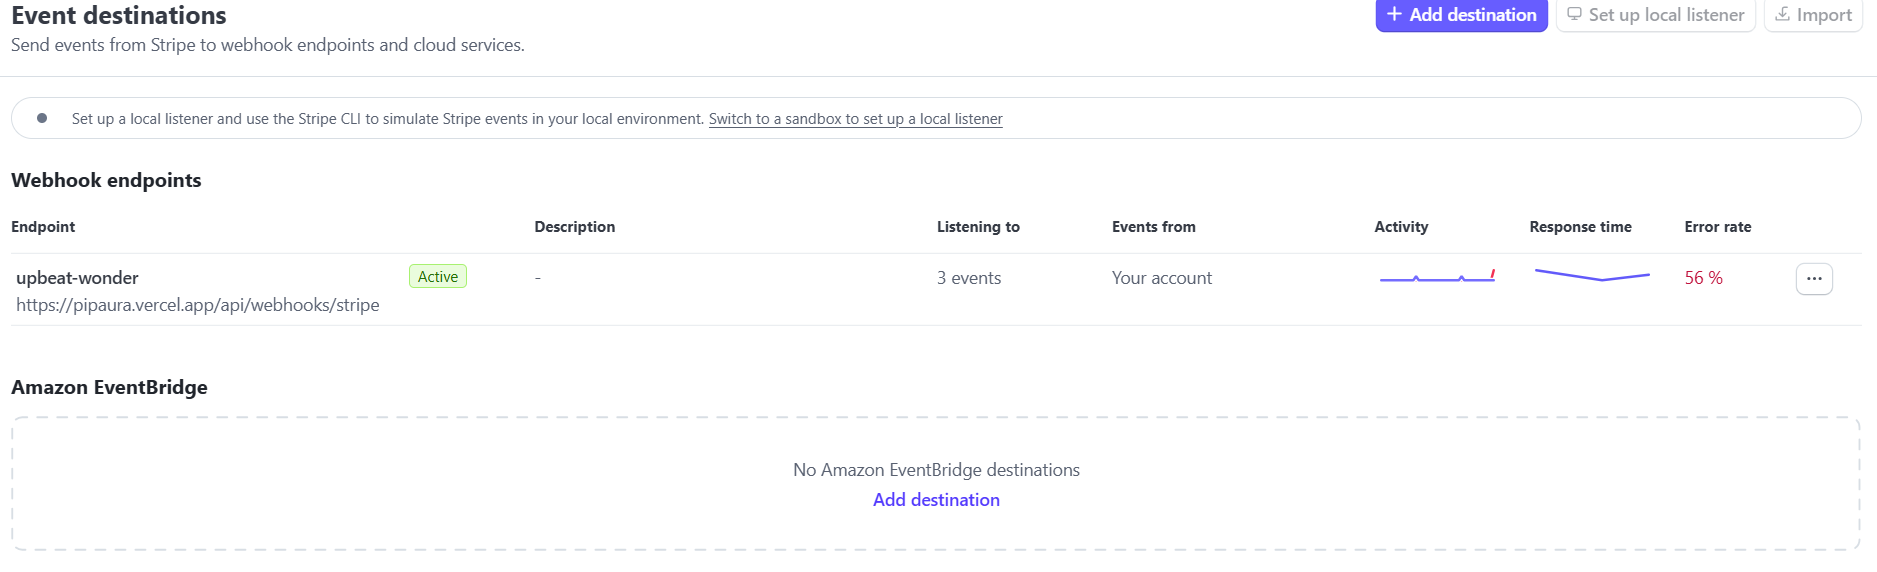 Event destinations
+ Add destination
Set up local listener
Import
Send events from Stripe to webhook endpoints and cloud services.
Set up a local listener and use the Stripe CLI to simulate Stripe events in your local environment. Switch to a sandbox to set up a local listener
Webhook endpoints
Endpoint Description Listening to Events from Activity Response time Error rate
upbeat-wonder Active - 3 events Your account 56 % ...
https://pipaura.vercel.app/api/webhooks/stripe
Amazon EventBridge
No Amazon EventBridge destinations
Add destination